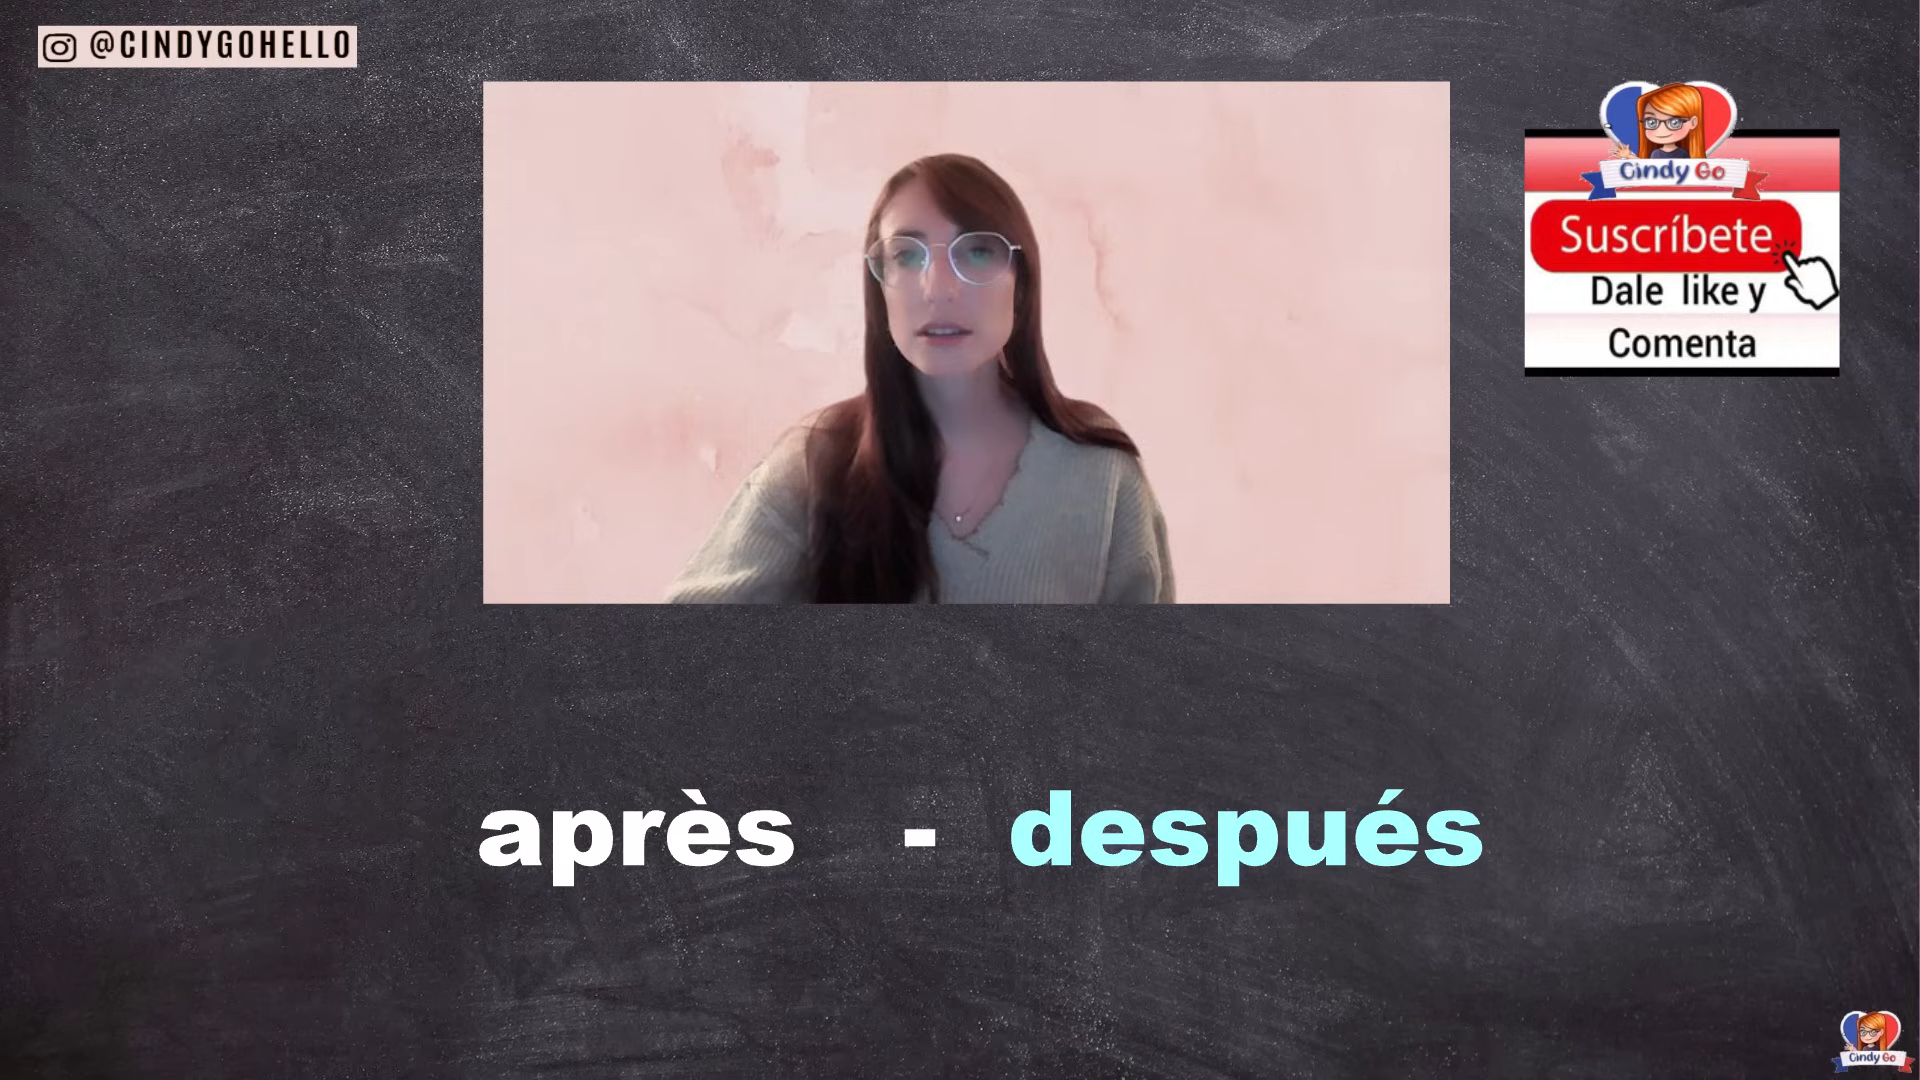 @CINDYGOHELLO
Cindy Go
Suscríbete
Dale like y
Comenta
après - después
Cindy Go